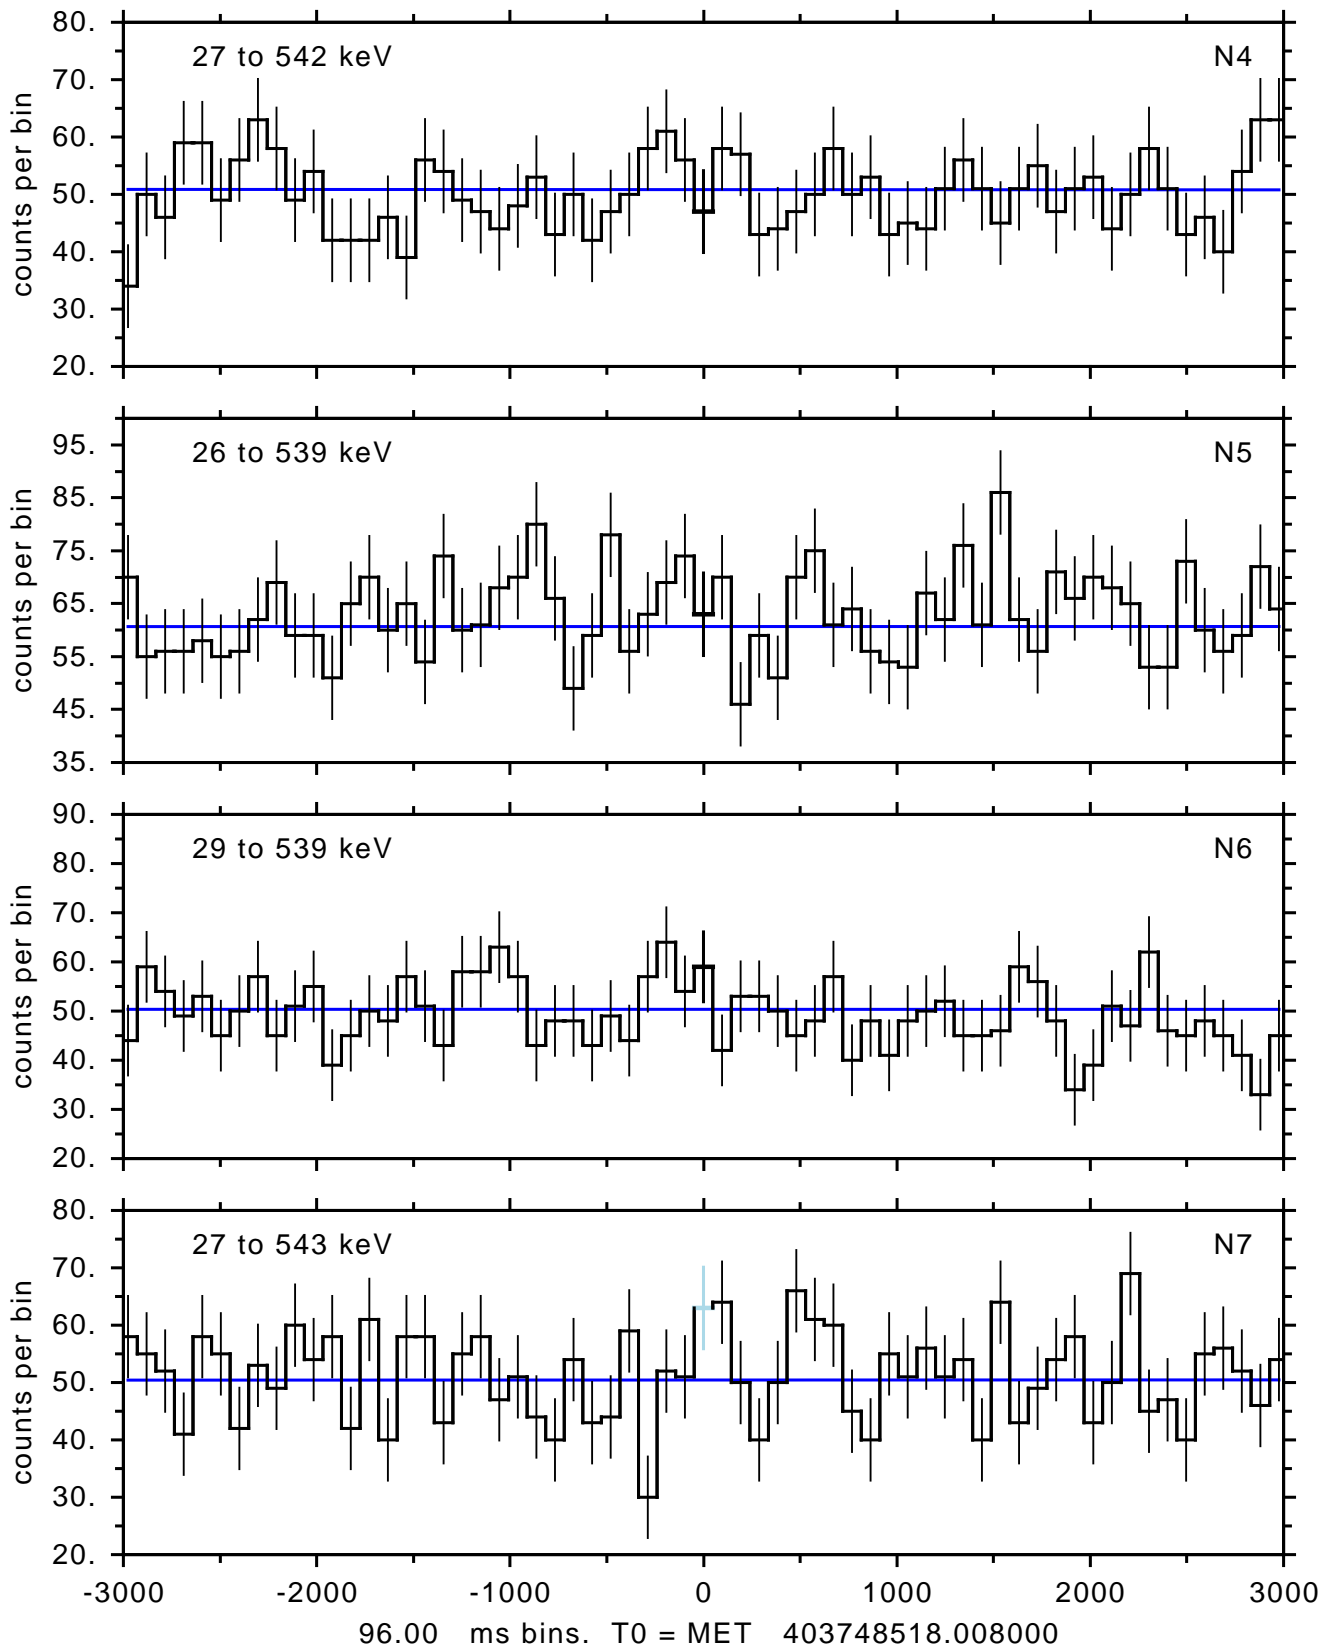 80.
27 to 542 keV N4
70.
60.
50.
40.
30.
20.
counts per bin
95.
26 to 539 keV N5
85.
75.
65.
55.
45.
35.
counts per bin
90.
29 to 539 keV N6
80.
70.
60.
50.
40.
30.
20.
counts per bin
80.
27 to 543 keV N7
70.
60.
50.
40.
30.
20.
counts per bin
-3000 -2000 -1000 0 1000 2000 3000
96.00 ms bins. T0 = MET 403748518.008000